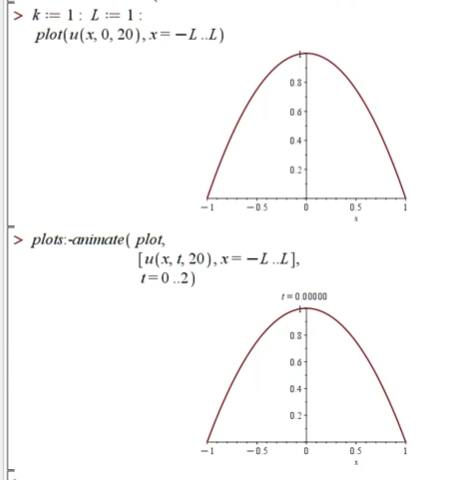 > k := 1 : L := 1 :
plot(u(x, 0, 20), x = −L ..L)
1
0.8
0.6
0.4
0.2
−1 −0.5 0 0.5 1
x
> plots:-animate( plot,
[u(x, t, 20), x = −L ..L],
t = 0 ..2)
t = 0.00000
1
0.8
0.6
0.4
0.2
−1 −0.5 0 0.5 1
x